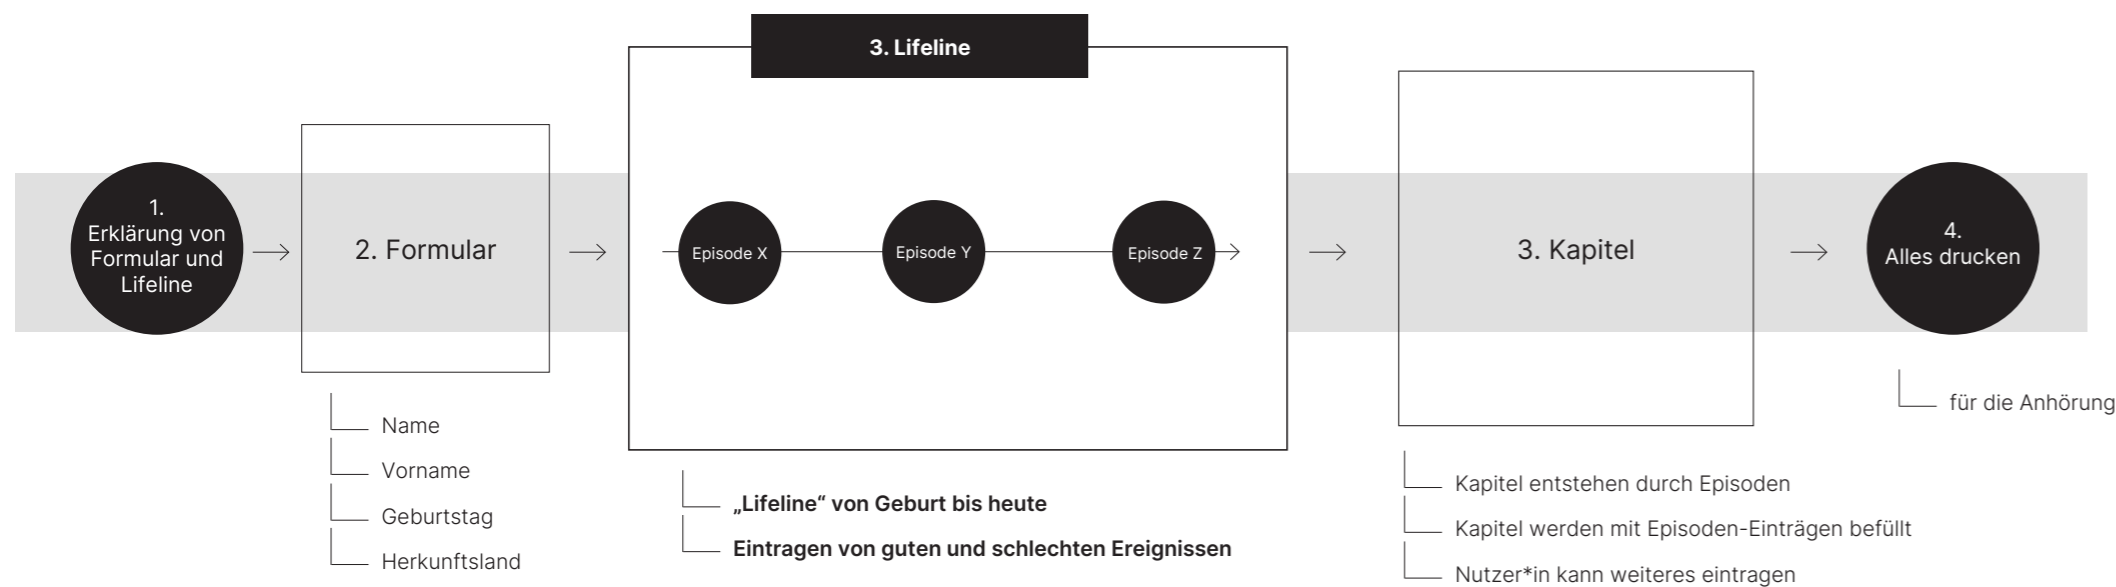 3. Lifeline
1.
Erklärung von
Formular und
Lifeline
2. Formular
Episode X
Episode Y
Episode Z
3. Kapitel
4.
Alles drucken
Name
Vorname
Geburtstag
Herkunftsland
„Lifeline“ von Geburt bis heute
Eintragen von guten und schlechten Ereignissen
Kapitel entstehen durch Episoden
Kapitel werden mit Episoden-Einträgen befüllt
Nutzer*in kann weiteres eintragen
für die Anhörung